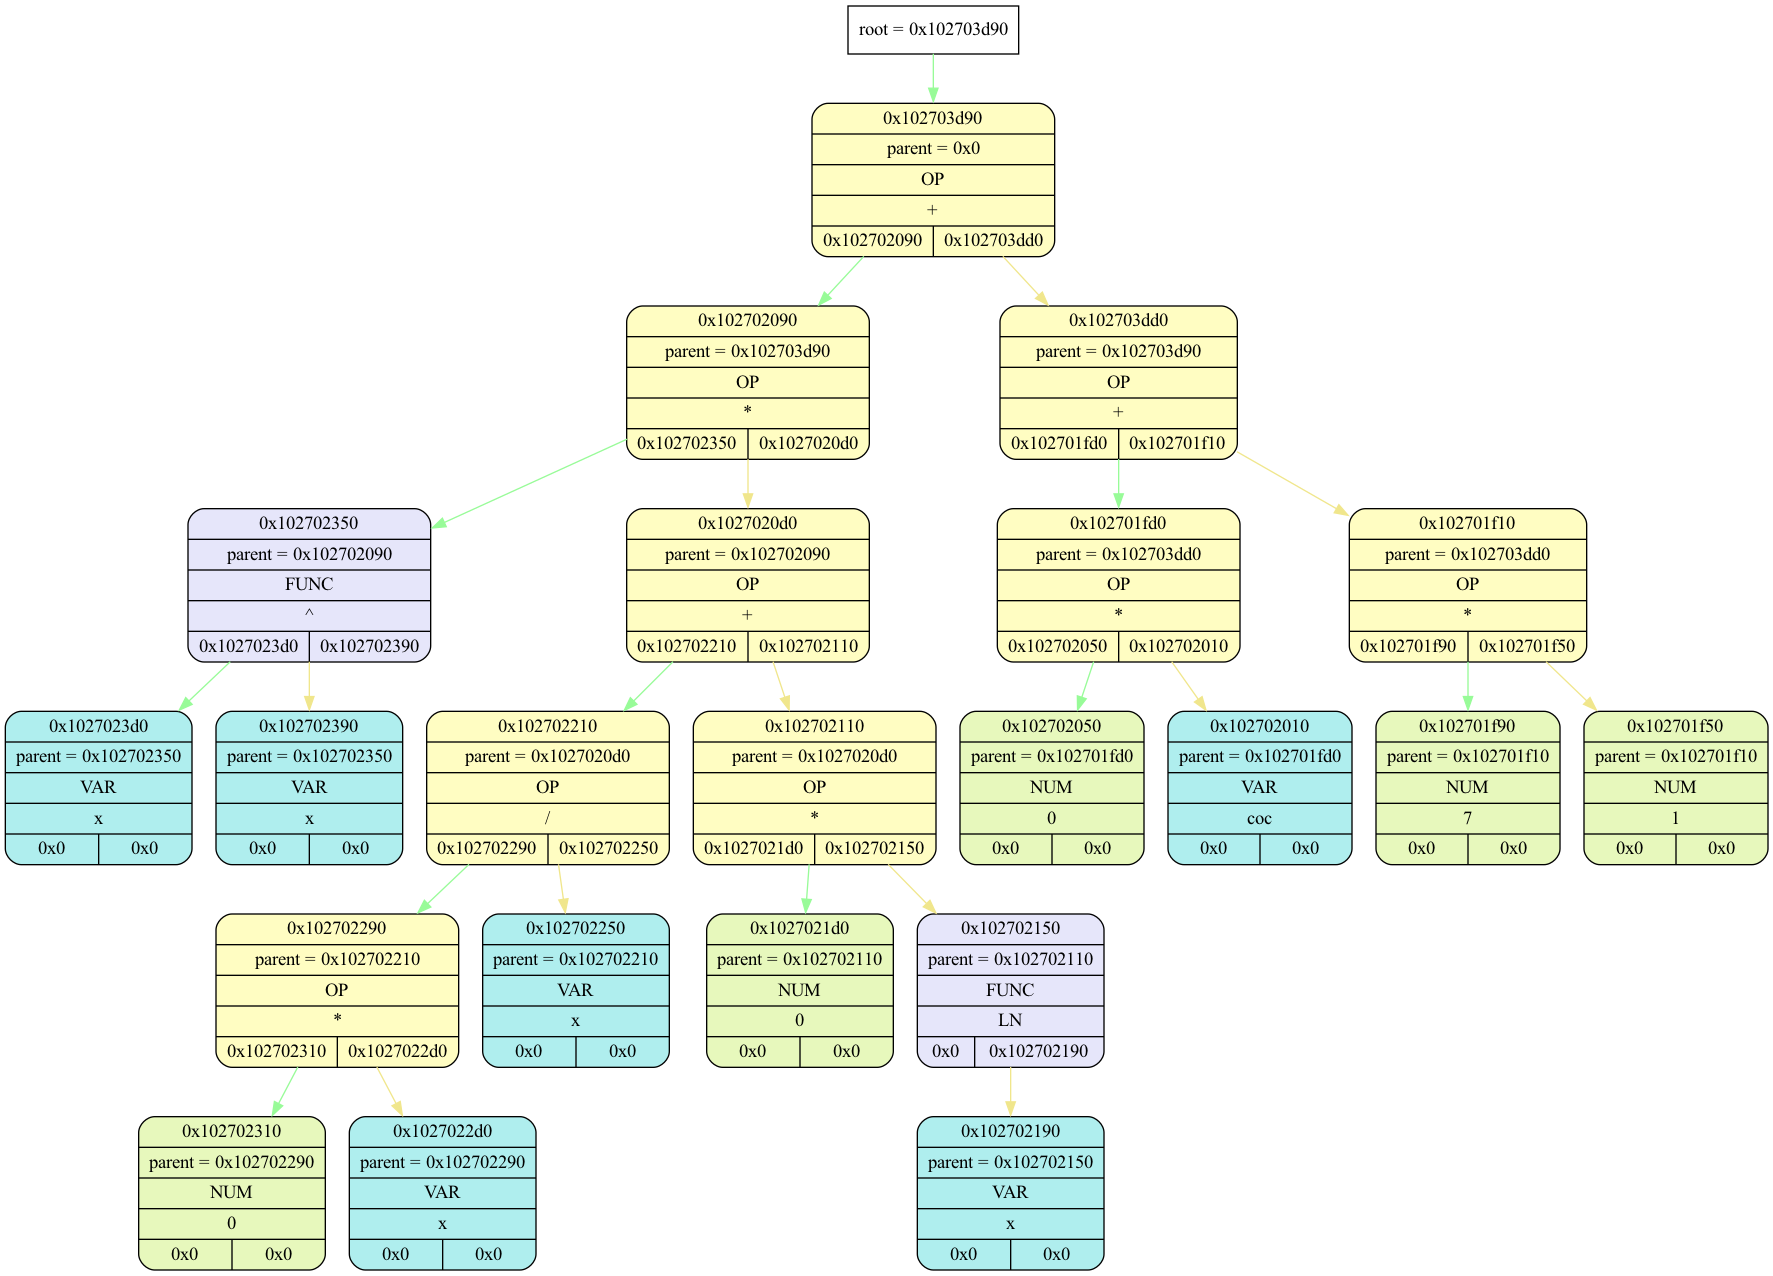 root = 0x102703d90
0x102703d90
parent = 0x0
OP
+
0x102702090 0x102703dd0
0x102702090
parent = 0x102703d90
OP
*
0x102702350 0x1027020d0
0x102703dd0
parent = 0x102703d90
OP
+
0x102701fd0 0x102701f10
0x102702350
parent = 0x102702090
FUNC
^
0x1027023d0 0x102702390
0x1027020d0
parent = 0x102702090
OP
+
0x102702210 0x102702110
0x102701fd0
parent = 0x102703dd0
OP
*
0x102702050 0x102702010
0x102701f10
parent = 0x102703dd0
OP
*
0x102701f90 0x102701f50
0x1027023d0
parent = 0x102702350
VAR
x
0x0 0x0
0x102702390
parent = 0x102702350
VAR
x
0x0 0x0
0x102702210
parent = 0x1027020d0
OP
/
0x102702290 0x102702250
0x102702110
parent = 0x1027020d0
OP
*
0x1027021d0 0x102702150
0x102702050
parent = 0x102701fd0
NUM
0
0x0 0x0
0x102702010
parent = 0x102701fd0
VAR
coc
0x0 0x0
0x102701f90
parent = 0x102701f10
NUM
7
0x0 0x0
0x102701f50
parent = 0x102701f10
NUM
1
0x0 0x0
0x102702290
parent = 0x102702210
OP
*
0x102702310 0x1027022d0
0x102702250
parent = 0x102702210
VAR
x
0x0 0x0
0x1027021d0
parent = 0x102702110
NUM
0
0x0 0x0
0x102702150
parent = 0x102702110
FUNC
LN
0x0 0x102702190
0x102702310
parent = 0x102702290
NUM
0
0x0 0x0
0x1027022d0
parent = 0x102702290
VAR
x
0x0 0x0
0x102702190
parent = 0x102702150
VAR
x
0x0 0x0